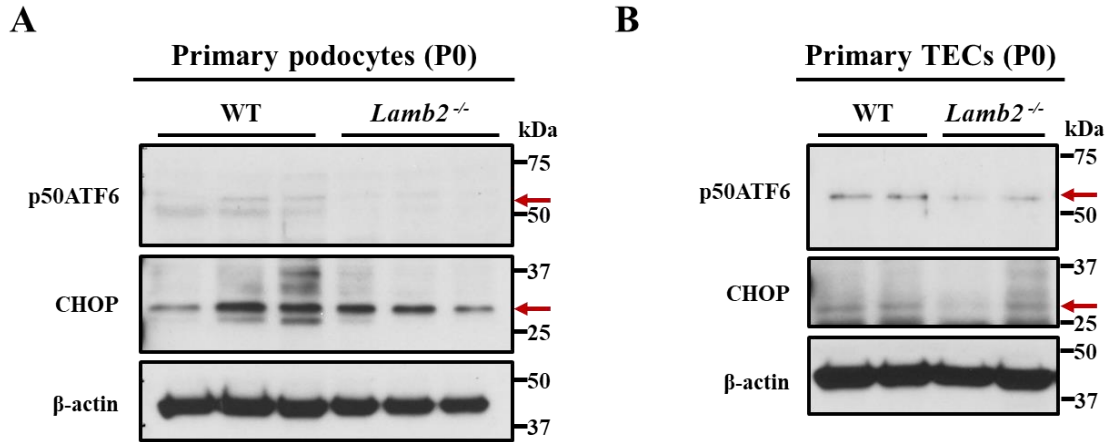 A
Primary podocytes (P0)
WT
Lamb2 -/-
kDa
p50ATF6
75
50
CHOP
37
25
β-actin
50
37
B
Primary TECs (P0)
WT
Lamb2 -/-
kDa
p50ATF6
75
50
CHOP
37
25
β-actin
50
37